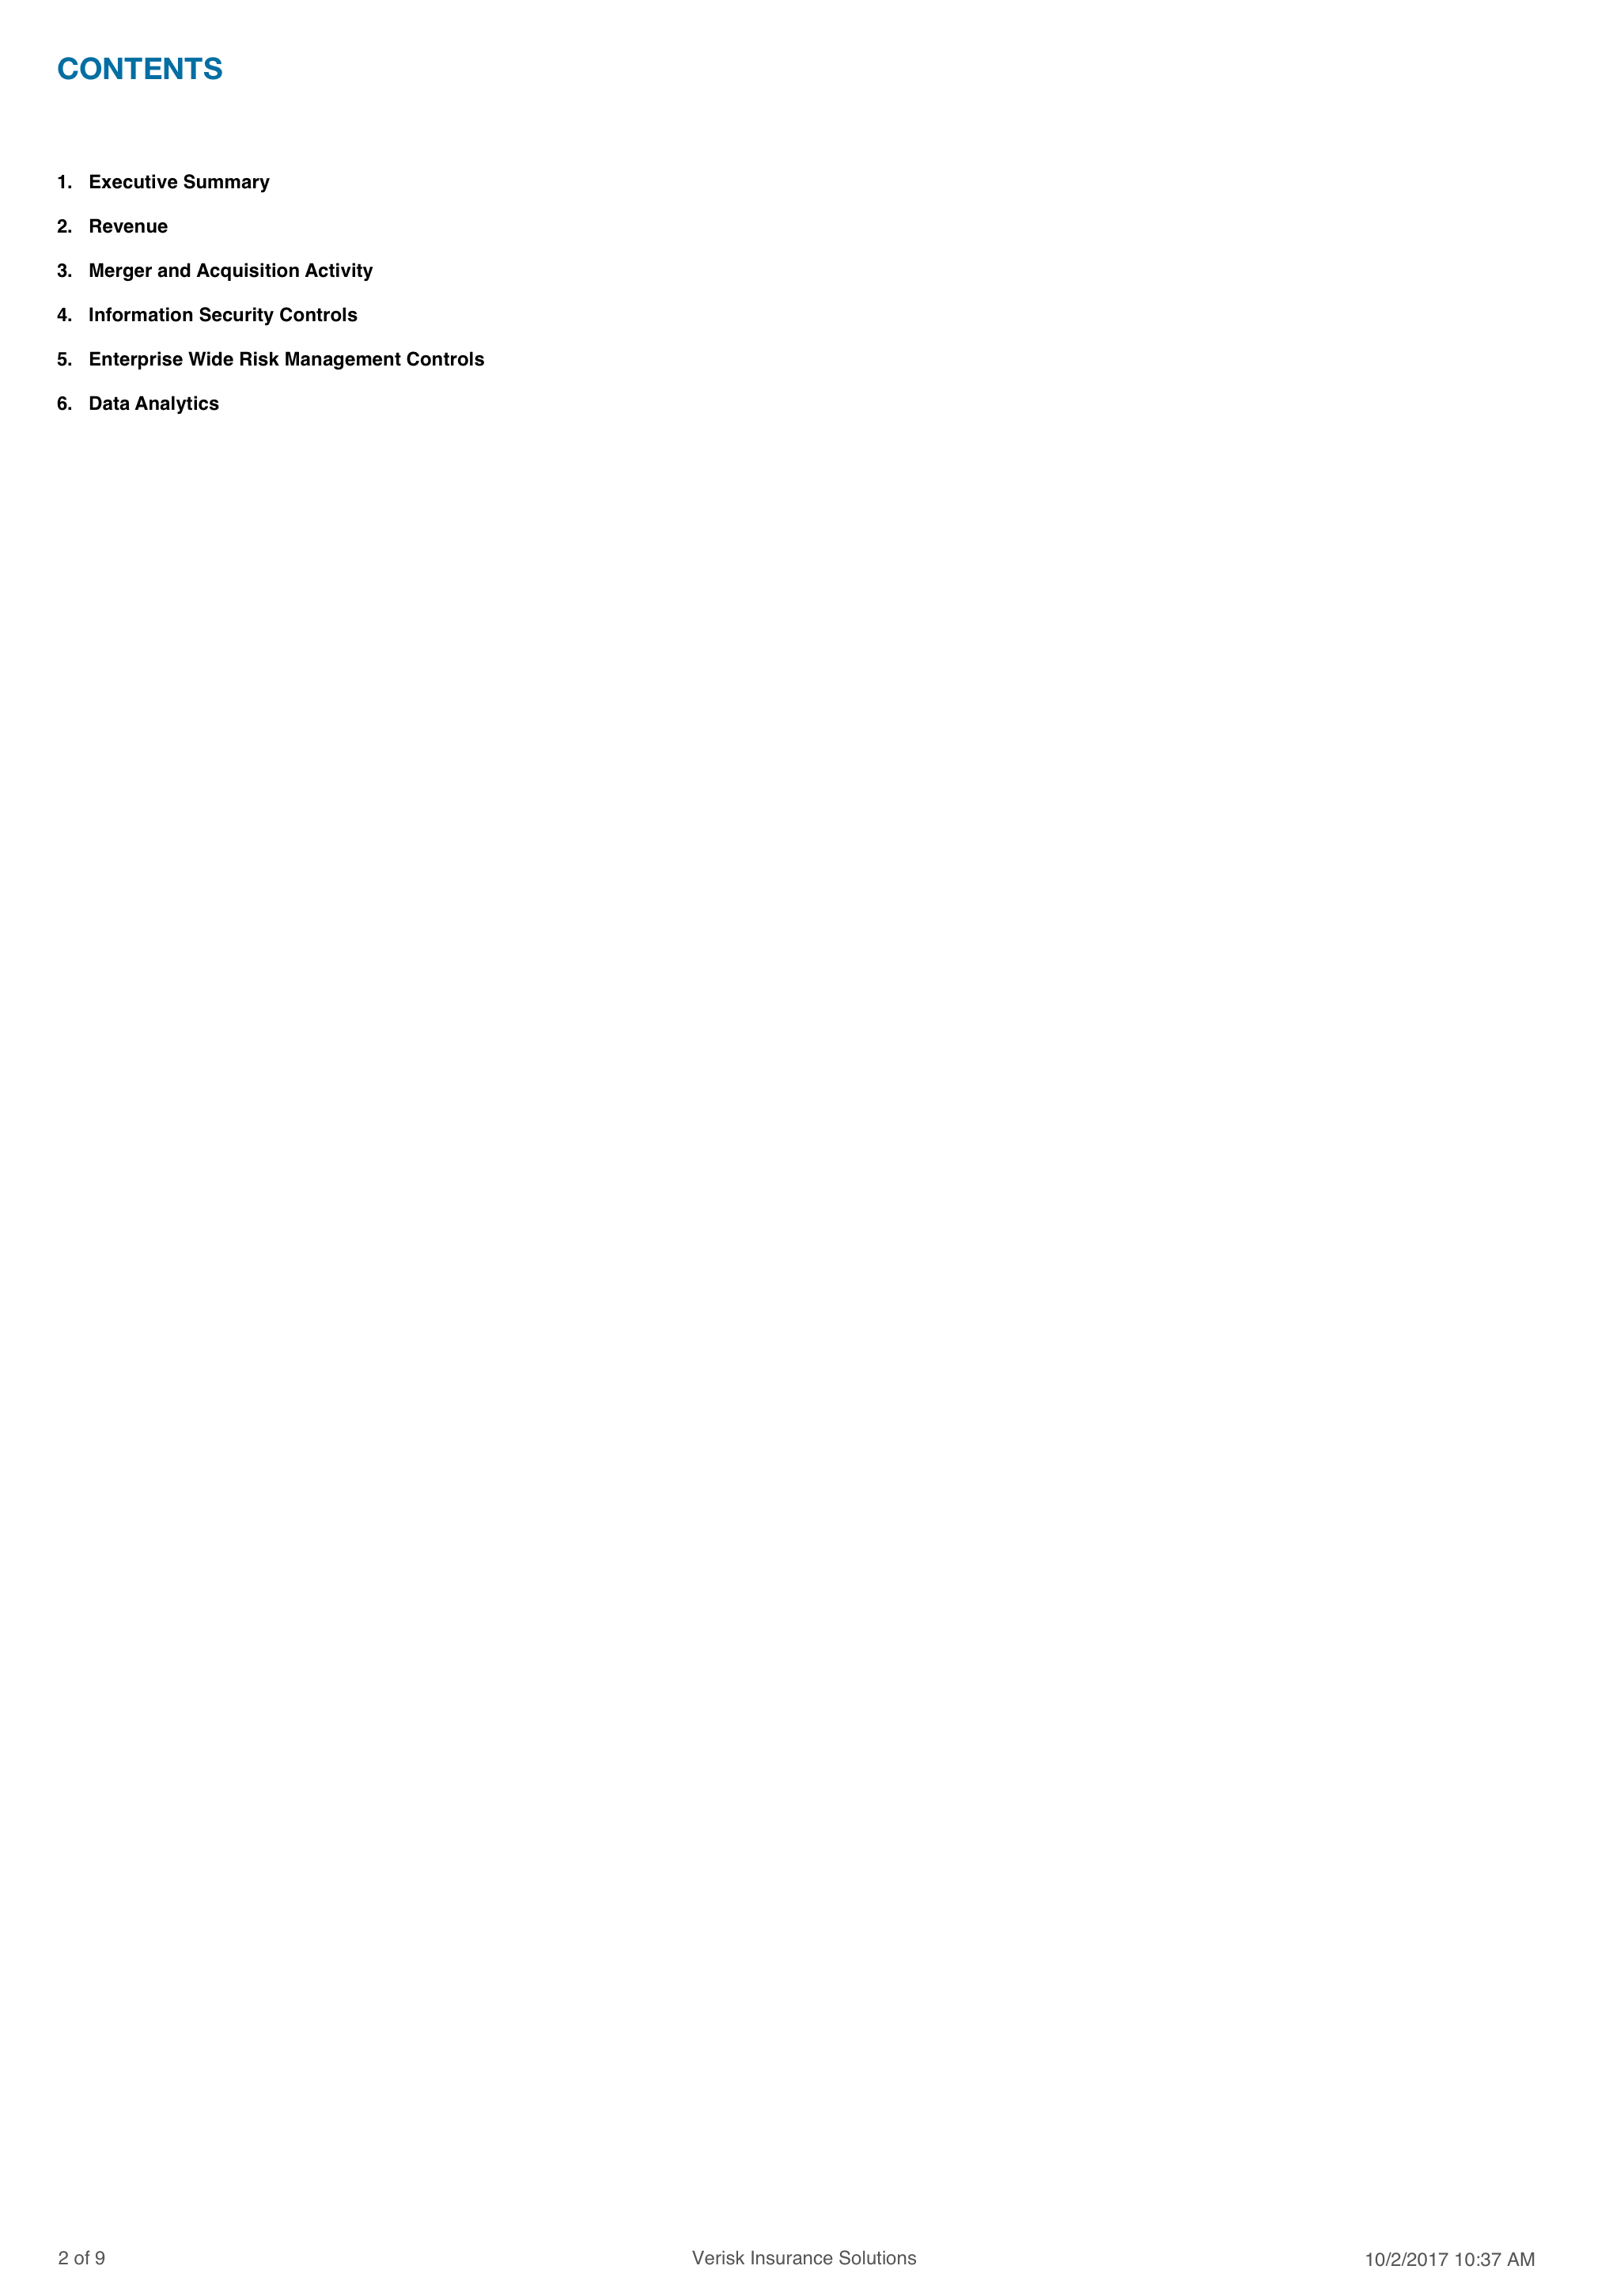 CONTENTS
1. Executive Summary
2. Revenue
3. Merger and Acquisition Activity
4. Information Security Controls
5. Enterprise Wide Risk Management Controls
6. Data Analytics
2 of 9 Verisk Insurance Solutions 10/2/2017 10:37 AM